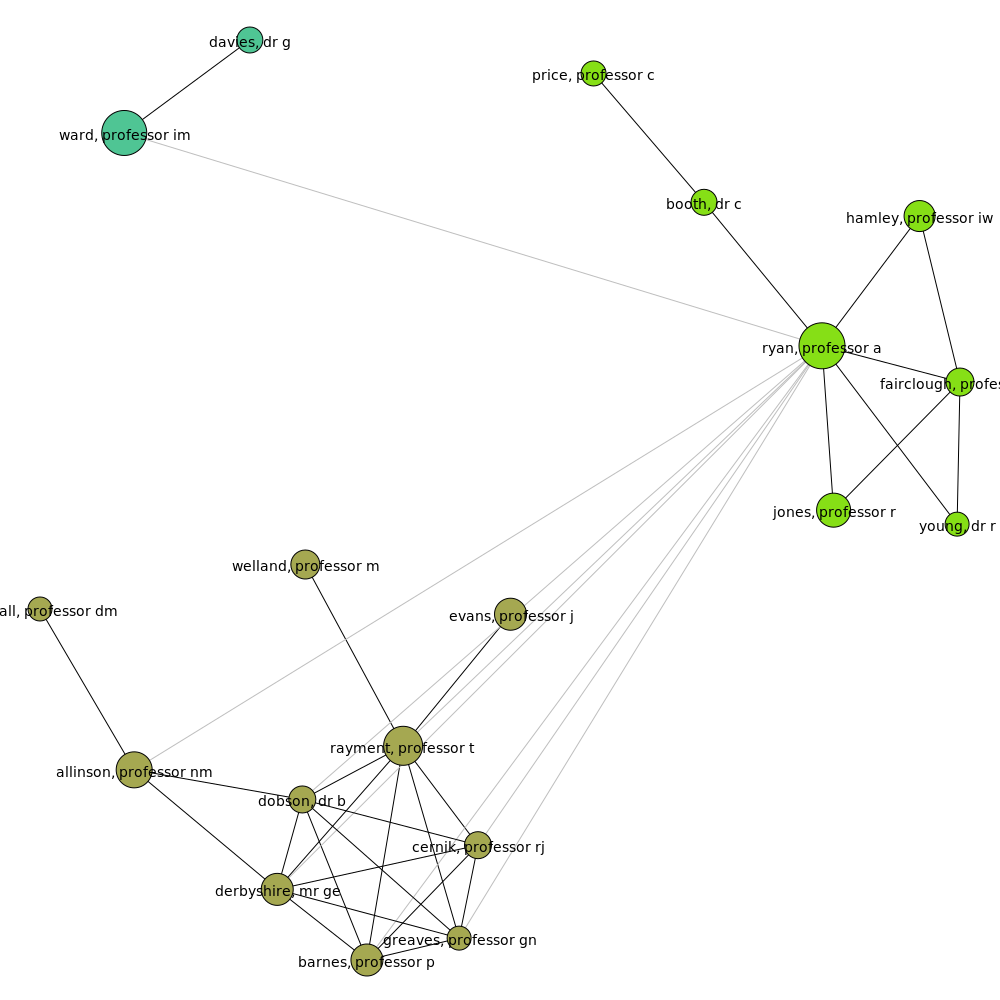 davies, dr g
price, professor c
ward, professor im
booth, dr c
hamley, professor iw
ryan, professor a
fairclough, profes
jones, professor r
young, dr r
welland, professor m
all, professor dm
evans, professor j
rayment, professor t
allinson, professor nm
dobson, dr b
cernik, professor rj
derbyshire, mr ge
greaves, professor gn
barnes, professor p